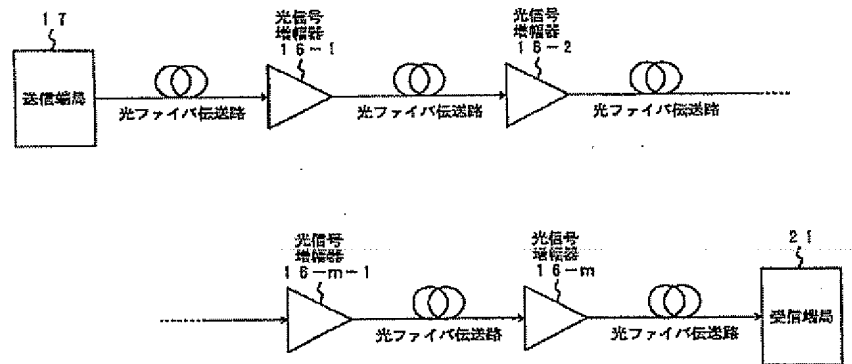 17
送信端局
光ファイバ伝送路
光信号
増幅器
16-1
光ファイバ伝送路
光信号
増幅器
16-2
光ファイバ伝送路
光信号
増幅器
16-m-1
光ファイバ伝送路
光信号
増幅器
16-m
光ファイバ伝送路
21
受信端局